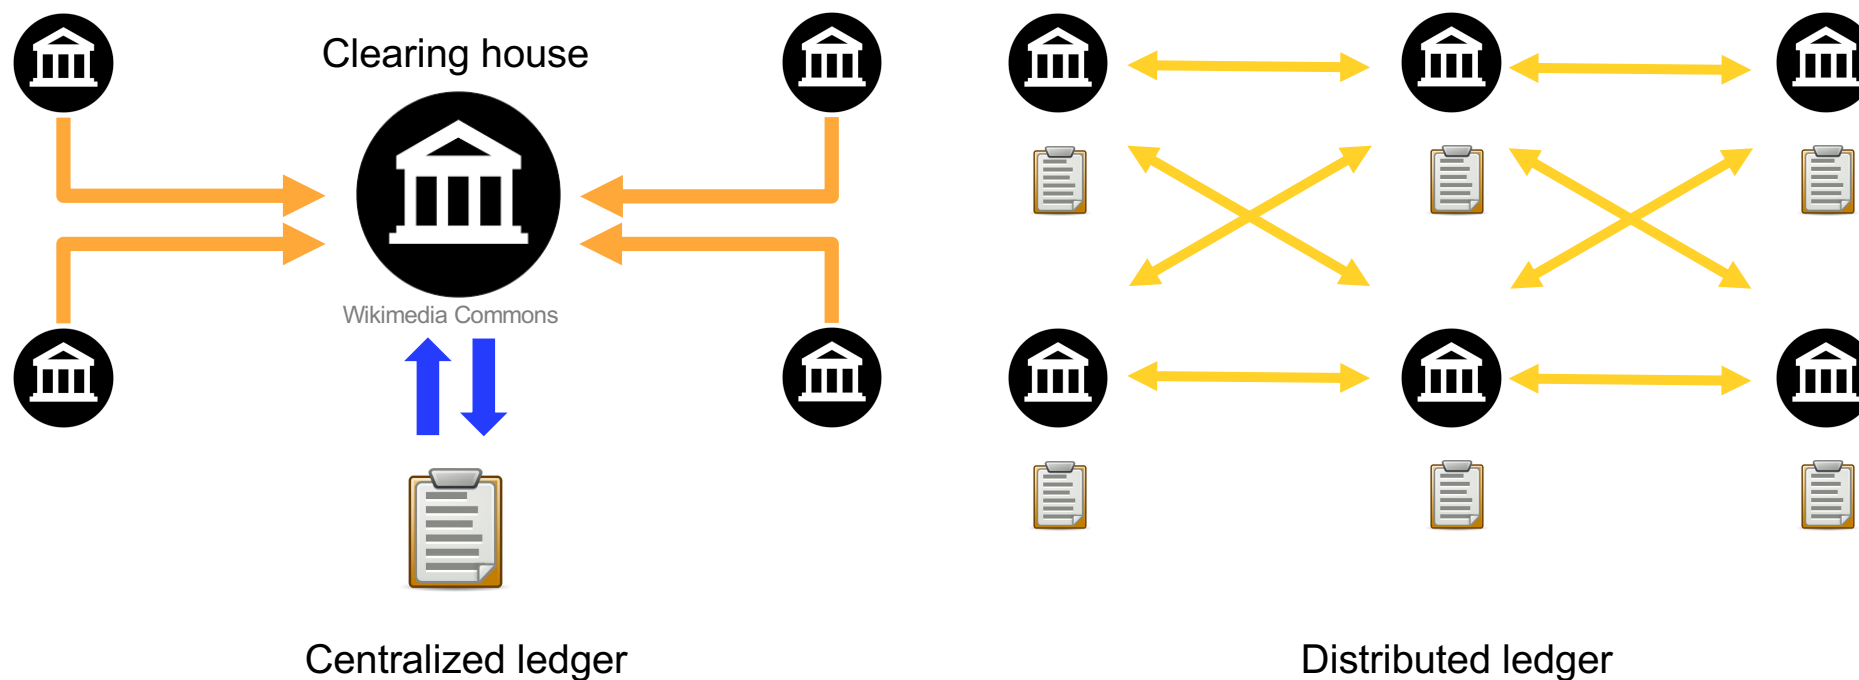 Clearing house
Wikimedia Commons
Centralized ledger
Distributed ledger